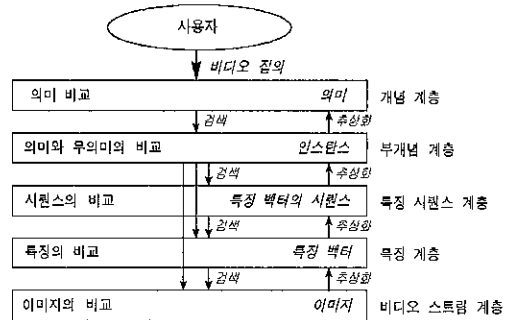 사용자
비디오 질의
의미 비교 의미 개념 계층
검색 추상화
의미와 무의미의 비교 인스탄스 부개념 계층
검색 추상화
시퀀스의 비교 특징 벡터의 시퀀스 특징 시퀀스 계층
검색 추상화
특징의 비교 특징 벡터 특징 계층
검색 추상화
이미지의 비교 이미지 비디오 스트림 계층